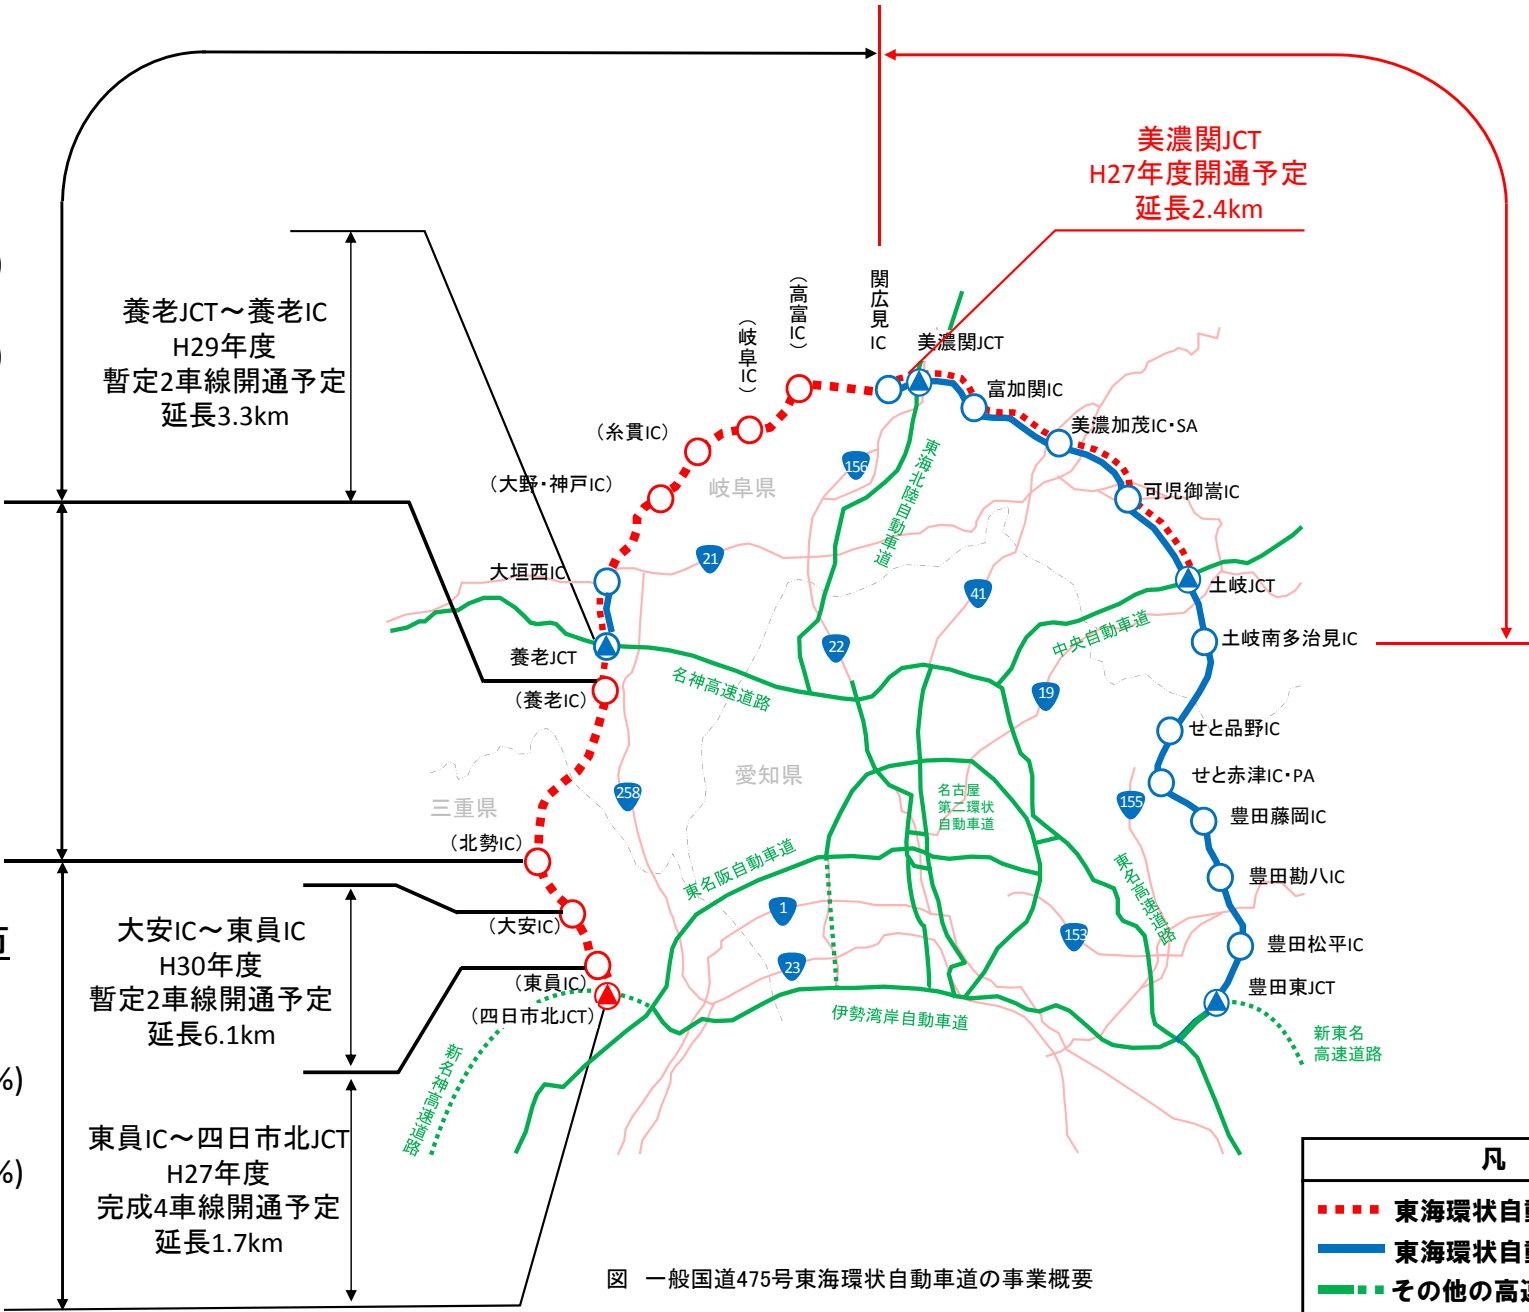 美濃関JCT
H27年度開通予定
延長2.4km
養老JCT～養老IC
H29年度
暫定2車線開通予定
延長3.3km
（高富IC）
関広見IC
（岐阜IC）
美濃関JCT
富加関IC
（糸貫IC）
美濃加茂IC・SA
（大野・神戸IC）
岐阜県
156
東海北陸自動車道
可児御嵩IC
21
大垣西IC
41
土岐JCT
中央自動車道
22
土岐南多治見IC
養老JCT
名神高速道路
19
（養老IC）
せと品野IC
愛知県
せと赤津IC・PA
258
三重県
名古屋
第二環状
自動車道
155
豊田藤岡IC
（北勢IC）
東名阪自動車道
東名高速道路
豊田勘八IC
1
（大安IC）
153
豊田松平IC
大安IC～東員IC
H30年度
暫定2車線開通予定
延長6.1km
23
（東員IC）
豊田東JCT
（四日市北JCT）
伊勢湾岸自動車道
新東名
高速道路
新名神高速道路
%)
東員IC～四日市北JCT
H27年度
完成4車線開通予定
延長1.7km
%)
凡
東海環状自
東海環状自
その他の高
図　一般国道475号東海環状自動車道の事業概要